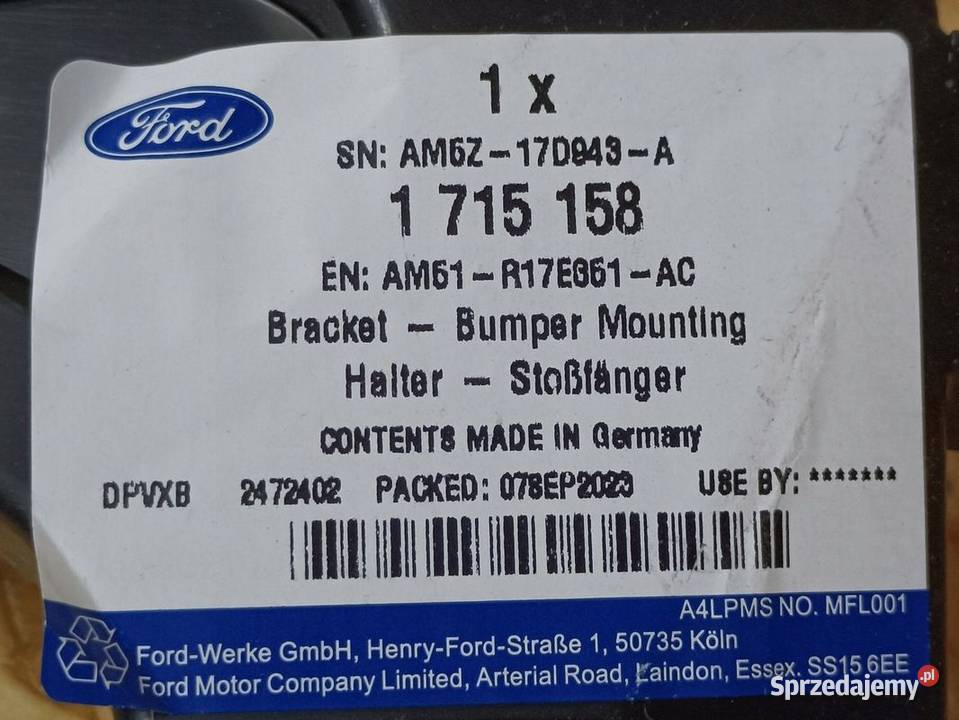 Ford
1 x
SN: AM5Z-17D943-A
1 715 158
EN: AM51-R17E861-AC
Bracket - Bumper Mounting
Halter - Stoßfänger
CONTENTS MADE IN Germany
DPVXB 2472402 PACKED: 07SEP2023 USE BY: *******
A4LPMS NO. MFL001
Ford-Werke GmbH, Henry-Ford-Straße 1, 50735 Köln
Ford Motor Company Limited, Arterial Road, Laindon, Essex. SS15 6EE
Sprzedajemy.pl